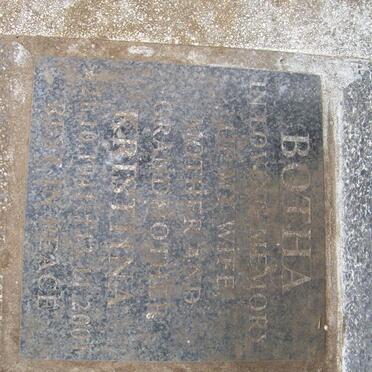 BOTHA
IN LOVING MEMORY
OF MY WIFE
MOTHER AND
GRANDMOTHER
KRISTINA
REST IN PEACE